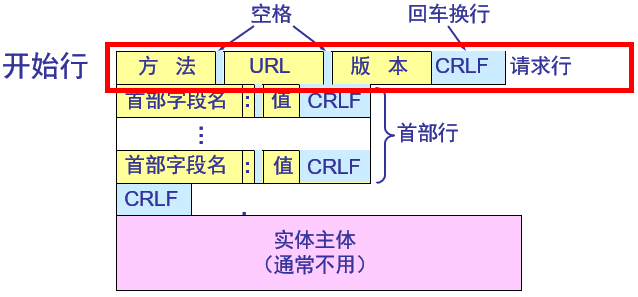 空格 回车换行
开始行 方 法 URL 版 本 CRLF 请求行
首部字段名 : 值 CRLF
⋮ 首部行
首部字段名 : 值 CRLF
CRLF
实体主体
（通常不用）